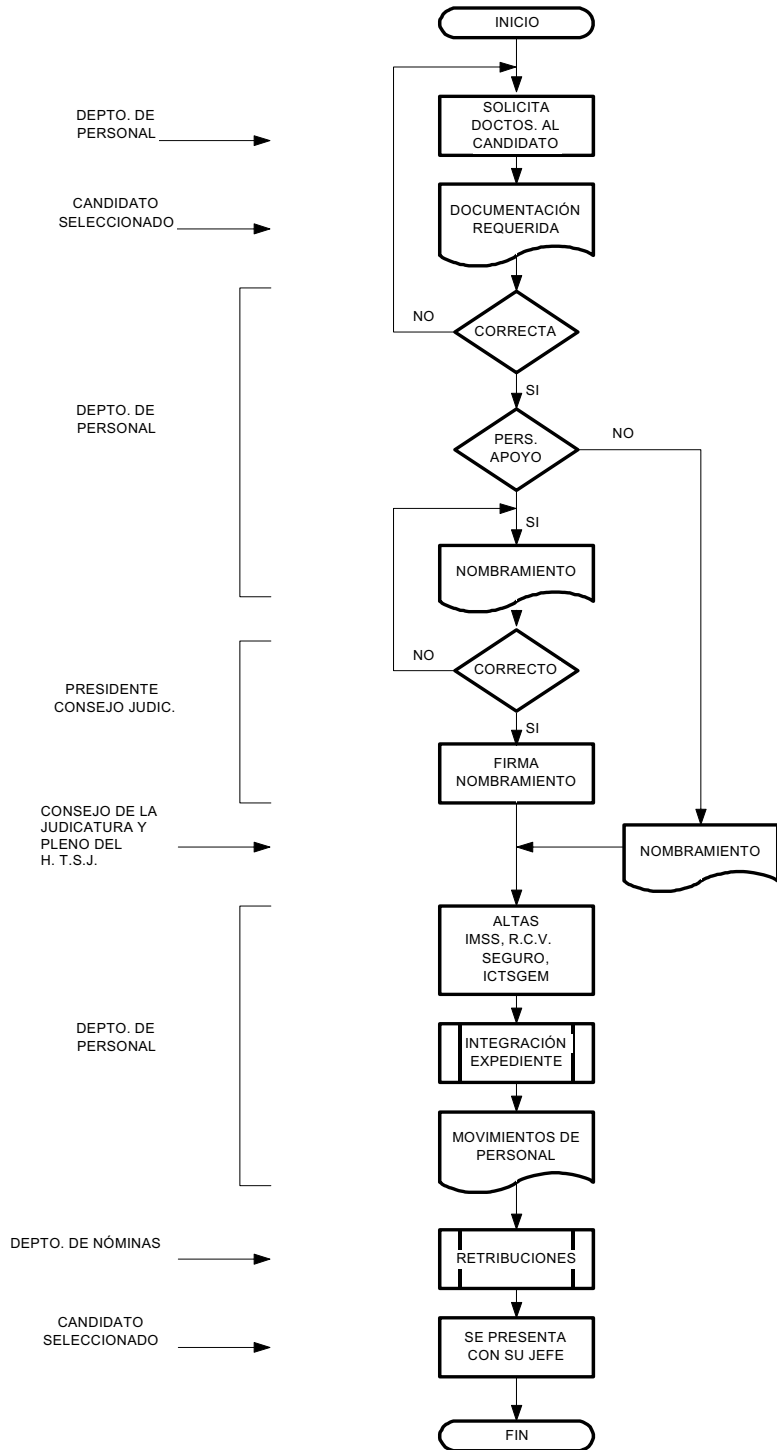 INICIO
DEPTO. DE
PERSONAL
SOLICITA
DOCTOS. AL
CANDIDATO
CANDIDATO
SELECCIONADO
DOCUMENTACIÓN
REQUERIDA
NO
CORRECTA
SI
DEPTO. DE
PERSONAL
PERS.
APOYO
NO
SI
NOMBRAMIENTO
NO
CORRECTO
SI
PRESIDENTE
CONSEJO JUDIC.
FIRMA
NOMBRAMIENTO
CONSEJO DE LA
JUDICATURA Y
PLENO DEL
H. T.S.J.
NOMBRAMIENTO
ALTAS
IMSS, R.C.V.
SEGURO,
ICTSGEM
DEPTO. DE
PERSONAL
INTEGRACIÓN
EXPEDIENTE
MOVIMIENTOS DE
PERSONAL
DEPTO. DE NÓMINAS
RETRIBUCIONES
CANDIDATO
SELECCIONADO
SE PRESENTA
CON SU JEFE
FIN